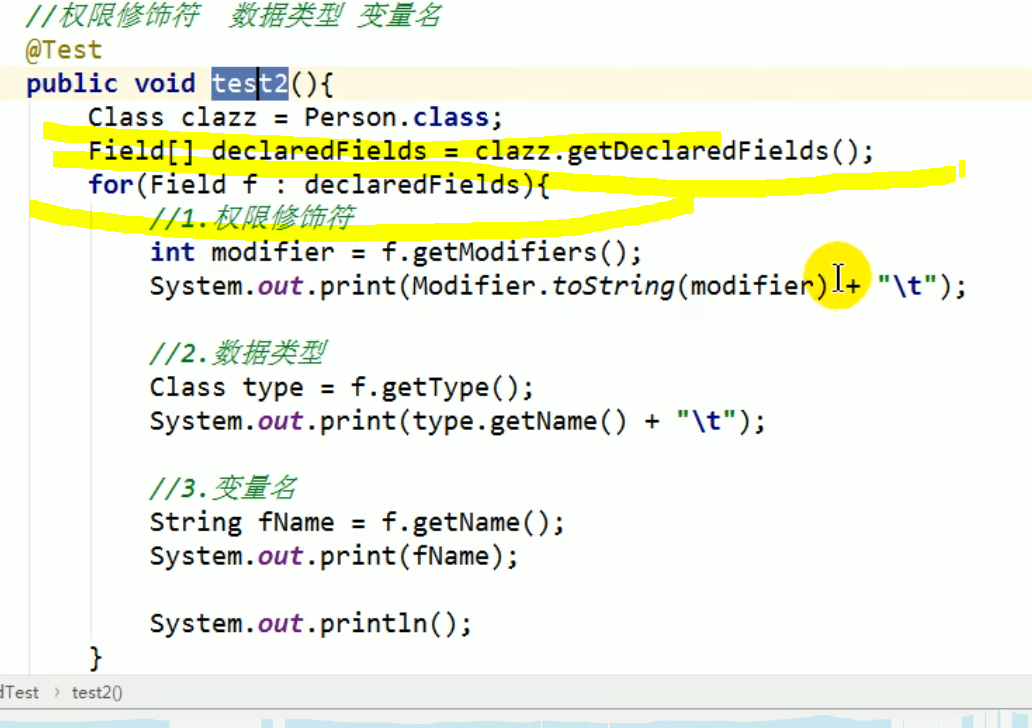 //权限修饰符  数据类型 变量名
@Test
public void test2(){
Class clazz = Person.class;
Field[] declaredFields = clazz.getDeclaredFields();
for(Field f : declaredFields){
//1.权限修饰符
int modifier = f.getModifiers();
System.out.print(Modifier.toString(modifier) + "\t");
//2.数据类型
Class type = f.getType();
System.out.print(type.getName() + "\t");
//3.变量名
String fName = f.getName();
System.out.print(fName);
System.out.println();
}
dTest › test2()